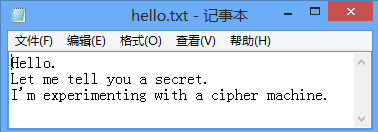 hello.txt - 记事本
文件(F) 编辑(E) 格式(O) 查看(V) 帮助(H)
Hello.
Let me tell you a secret.
I'm experimenting with a cipher machine.